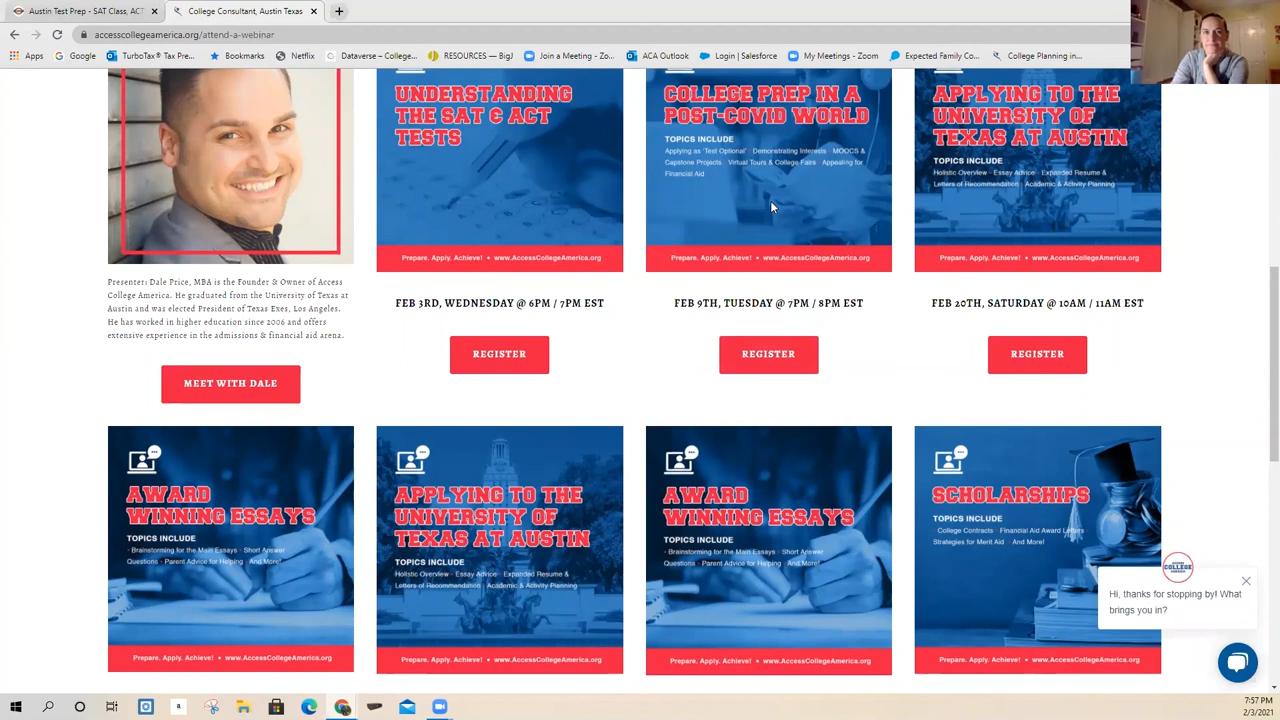 Austin Test Prep - SAT, Austin, ACT
College Consulting in Austin Tex
accesscollegeamerica.org/attend-a-webinar
Apps
Google
TurboTax® Tax Pre...
Bookmarks
Netflix
Dataverse – College...
RESOURCES — BigJ
Join a Meeting - Zo...
ACA Outlook
Login | Salesforce
My Meetings - Zoom
Expected Family Co...
College Planning in...
UNDERSTANDING
THE SAT & ACT
TESTS
Prepare. Apply. Achieve! • www.AccessCollegeAmerica.org
COLLEGE PREP IN A
POST-COVID WORLD
TOPICS INCLUDE
Applying as 'Test Optional' · Demonstrating Interests · MOOCS &
Capstone Projects · Virtual Tours & College Fairs · Appealing for
Financial Aid
Prepare. Apply. Achieve! • www.AccessCollegeAmerica.org
APPLYING TO THE
UNIVERSITY OF
TEXAS AT AUSTIN
TOPICS INCLUDE
Holistic Overview · Essay Advice · Expanded Resume &
Letters of Recommendation · Academic & Activity Planning
Prepare. Apply. Achieve! • www.AccessCollegeAmerica.org
Presenter: Dale Price, MBA is the Founder & Owner of Access
College America. He graduated from the University of Texas at
Austin and was elected President of Texas Exes, Los Angeles.
He has worked in higher education since 2006 and offers
extensive experience in the admissions & financial aid arena.
MEET WITH DALE
FEB 3RD, WEDNESDAY @ 6PM / 7PM EST
REGISTER
FEB 9TH, TUESDAY @ 7PM / 8PM EST
REGISTER
FEB 20TH, SATURDAY @ 10AM / 11AM EST
REGISTER
AWARD
WINNING ESSAYS
TOPICS INCLUDE
· Brainstorming for the Main Essays · Short Answer
Questions · Parent Advice for Helping · And More!
Prepare. Apply. Achieve! • www.AccessCollegeAmerica.org
APPLYING TO THE
UNIVERSITY OF
TEXAS AT AUSTIN
TOPICS INCLUDE
Holistic Overview · Essay Advice · Expanded Resume &
Letters of Recommendation · Academic & Activity Planning
Prepare. Apply. Achieve! • www.AccessCollegeAmerica.org
AWARD
WINNING ESSAYS
TOPICS INCLUDE
· Brainstorming for the Main Essays · Short Answer
Questions · Parent Advice for Helping · And More!
Prepare. Apply. Achieve! • www.AccessCollegeAmerica.org
SCHOLARSHIPS
TOPICS INCLUDE
· College Contracts · Financial Aid Award Letters
Strategies for Merit Aid · And More!
Prepare. Apply. Achieve! • www.AccessCollegeAmerica.org
COLLEGE
Hi, thanks for stopping by! What
brings you in?
7:57 PM
2/3/2021